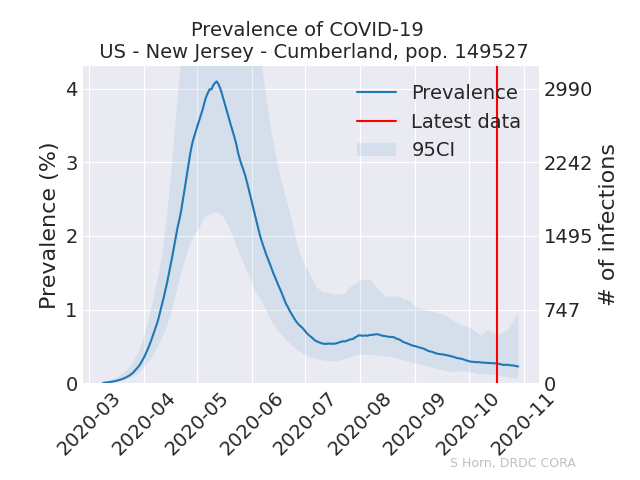 Prevalence of COVID-19
US - New Jersey - Cumberland, pop. 149527
Prevalence
Latest data
95CI
Prevalence (%)
4
3
2
1
0
2990
2242
1495
747
0
# of infections
2020-03
2020-04
2020-05
2020-06
2020-07
2020-08
2020-09
2020-10
2020-11
S Horn, DRDC CORA